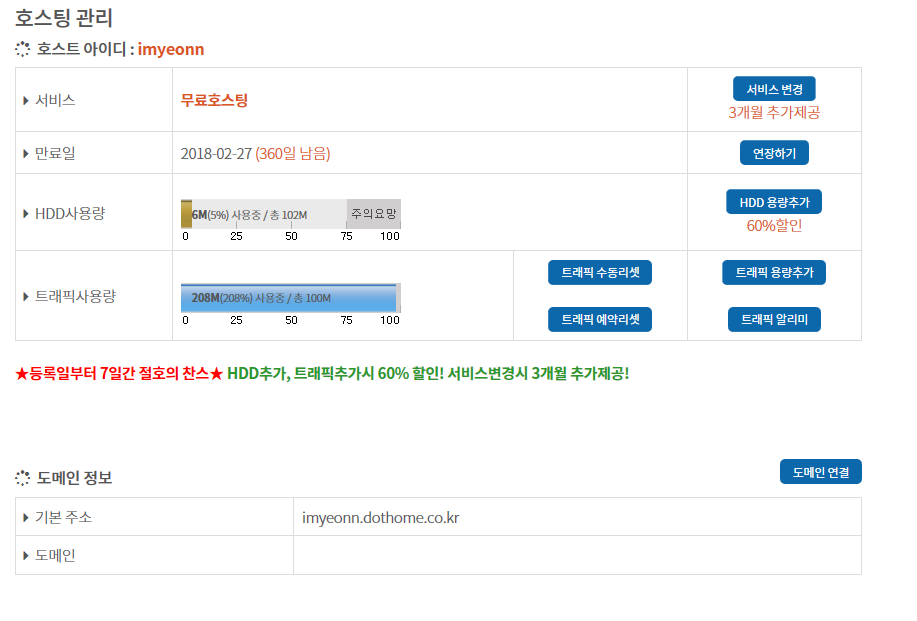 호스팅 관리
호스트 아이디 : imyeonn
서비스
무료호스팅
서비스 변경
3개월 추가제공
만료일
2018-02-27 (360일 남음)
연장하기
HDD사용량
6M(5%) 사용중 / 총 102M
주의요망
0 25 50 75 100
HDD 용량추가
60%할인
트래픽사용량
208M(208%) 사용중 / 총 100M
0 25 50 75 100
트래픽 수동리셋
트래픽 용량추가
트래픽 예약리셋
트래픽 알리미
★등록일부터 7일간 절호의 찬스★ HDD추가, 트래픽추가시 60% 할인! 서비스변경시 3개월 추가제공!
도메인 정보
도메인 연결
기본 주소
imyeonn.dothome.co.kr
도메인